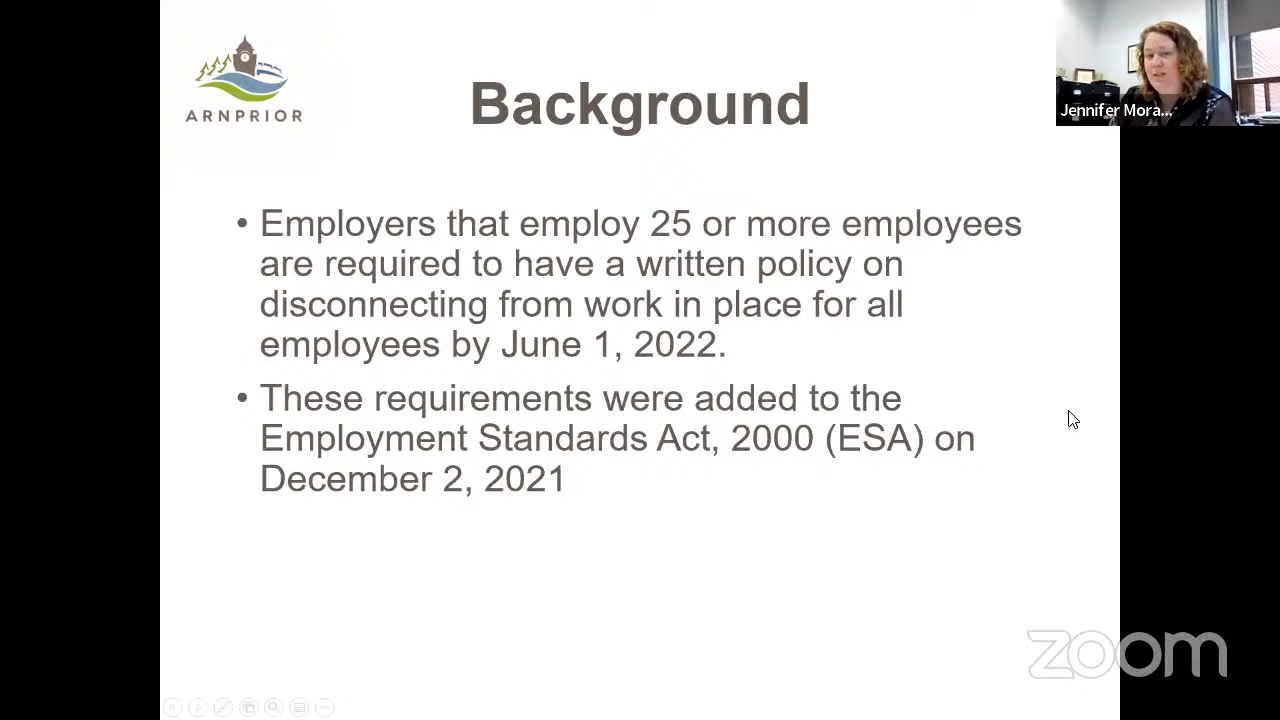 ARNPRIOR
Background
Jennifer Mora...
• Employers that employ 25 or more employees
are required to have a written policy on
disconnecting from work in place for all
employees by June 1, 2022.
• These requirements were added to the
Employment Standards Act, 2000 (ESA) on
December 2, 2021
zoom